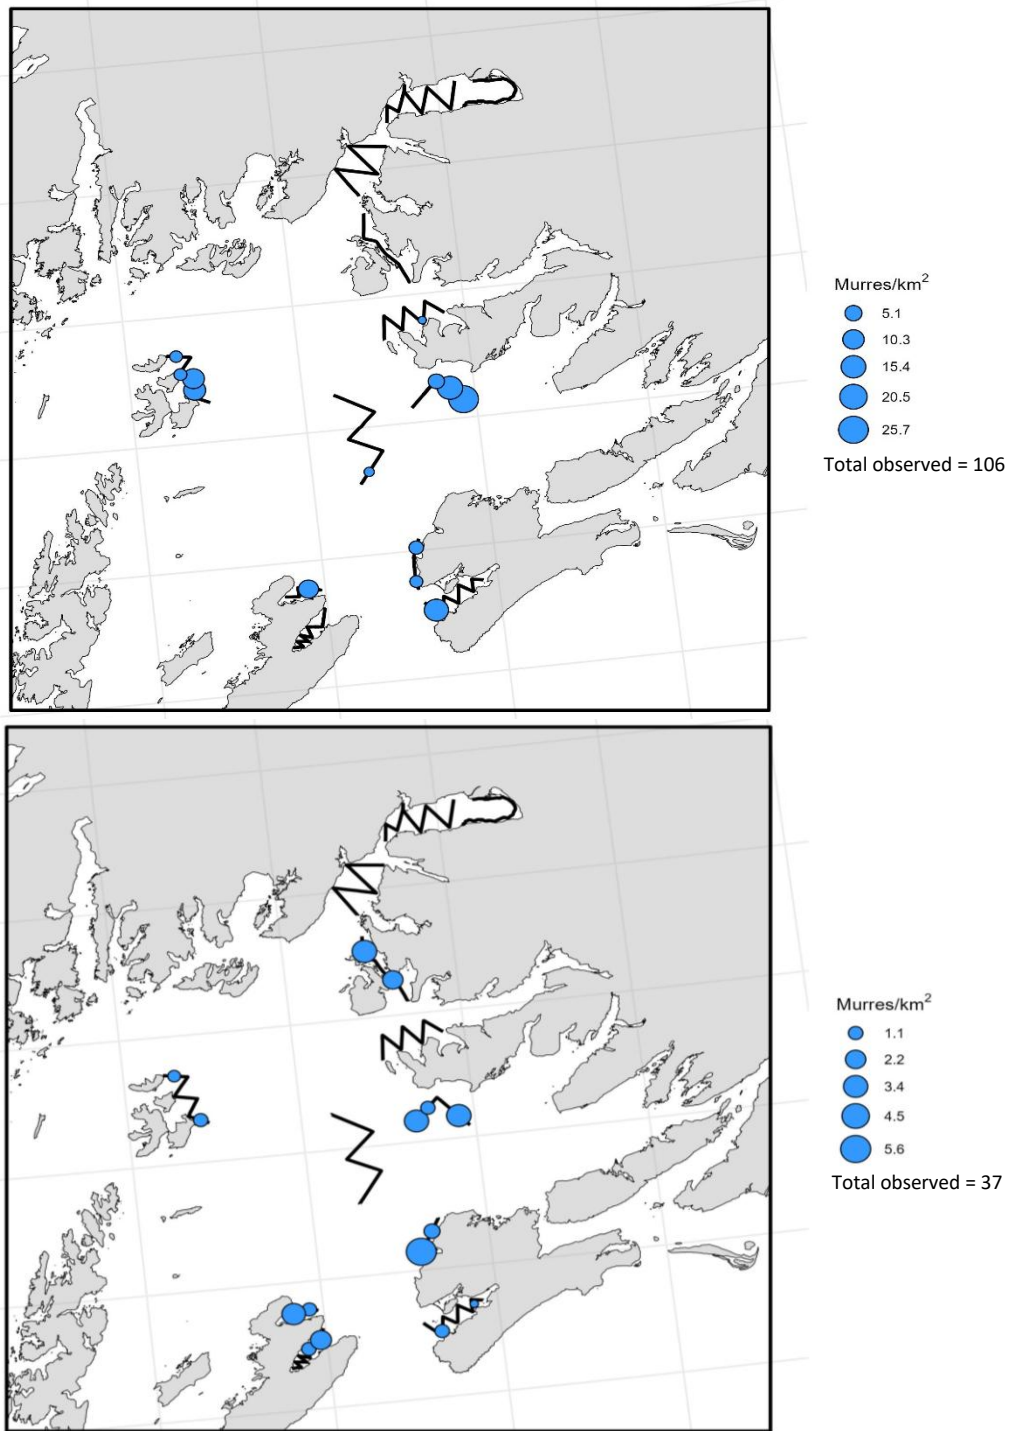 Murres/km²
5.1
10.3
15.4
20.5
25.7
Total observed = 106
Murres/km²
1.1
2.2
3.4
4.5
5.6
Total observed = 37